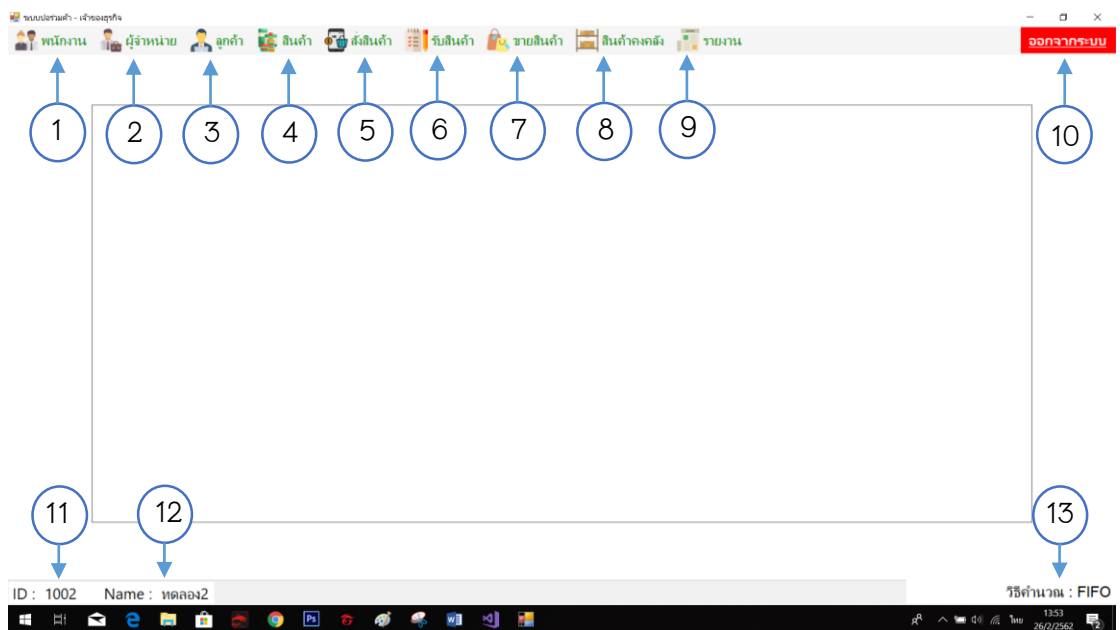 ระบบปอร่วมค้า - เจ้าของธุรกิจ
พนักงาน ผู้จำหน่าย ลูกค้า สินค้า สั่งสินค้า รับสินค้า ขายสินค้า สินค้าคงคลัง รายงาน ออกจากระบบ
1 2 3 4 5 6 7 8 9 10
11 12 13
ID : 1002 Name : ทดลอง2 วิธีคำนวณ : FIFO
Ps ไทย 13:53
26/2/2562 2